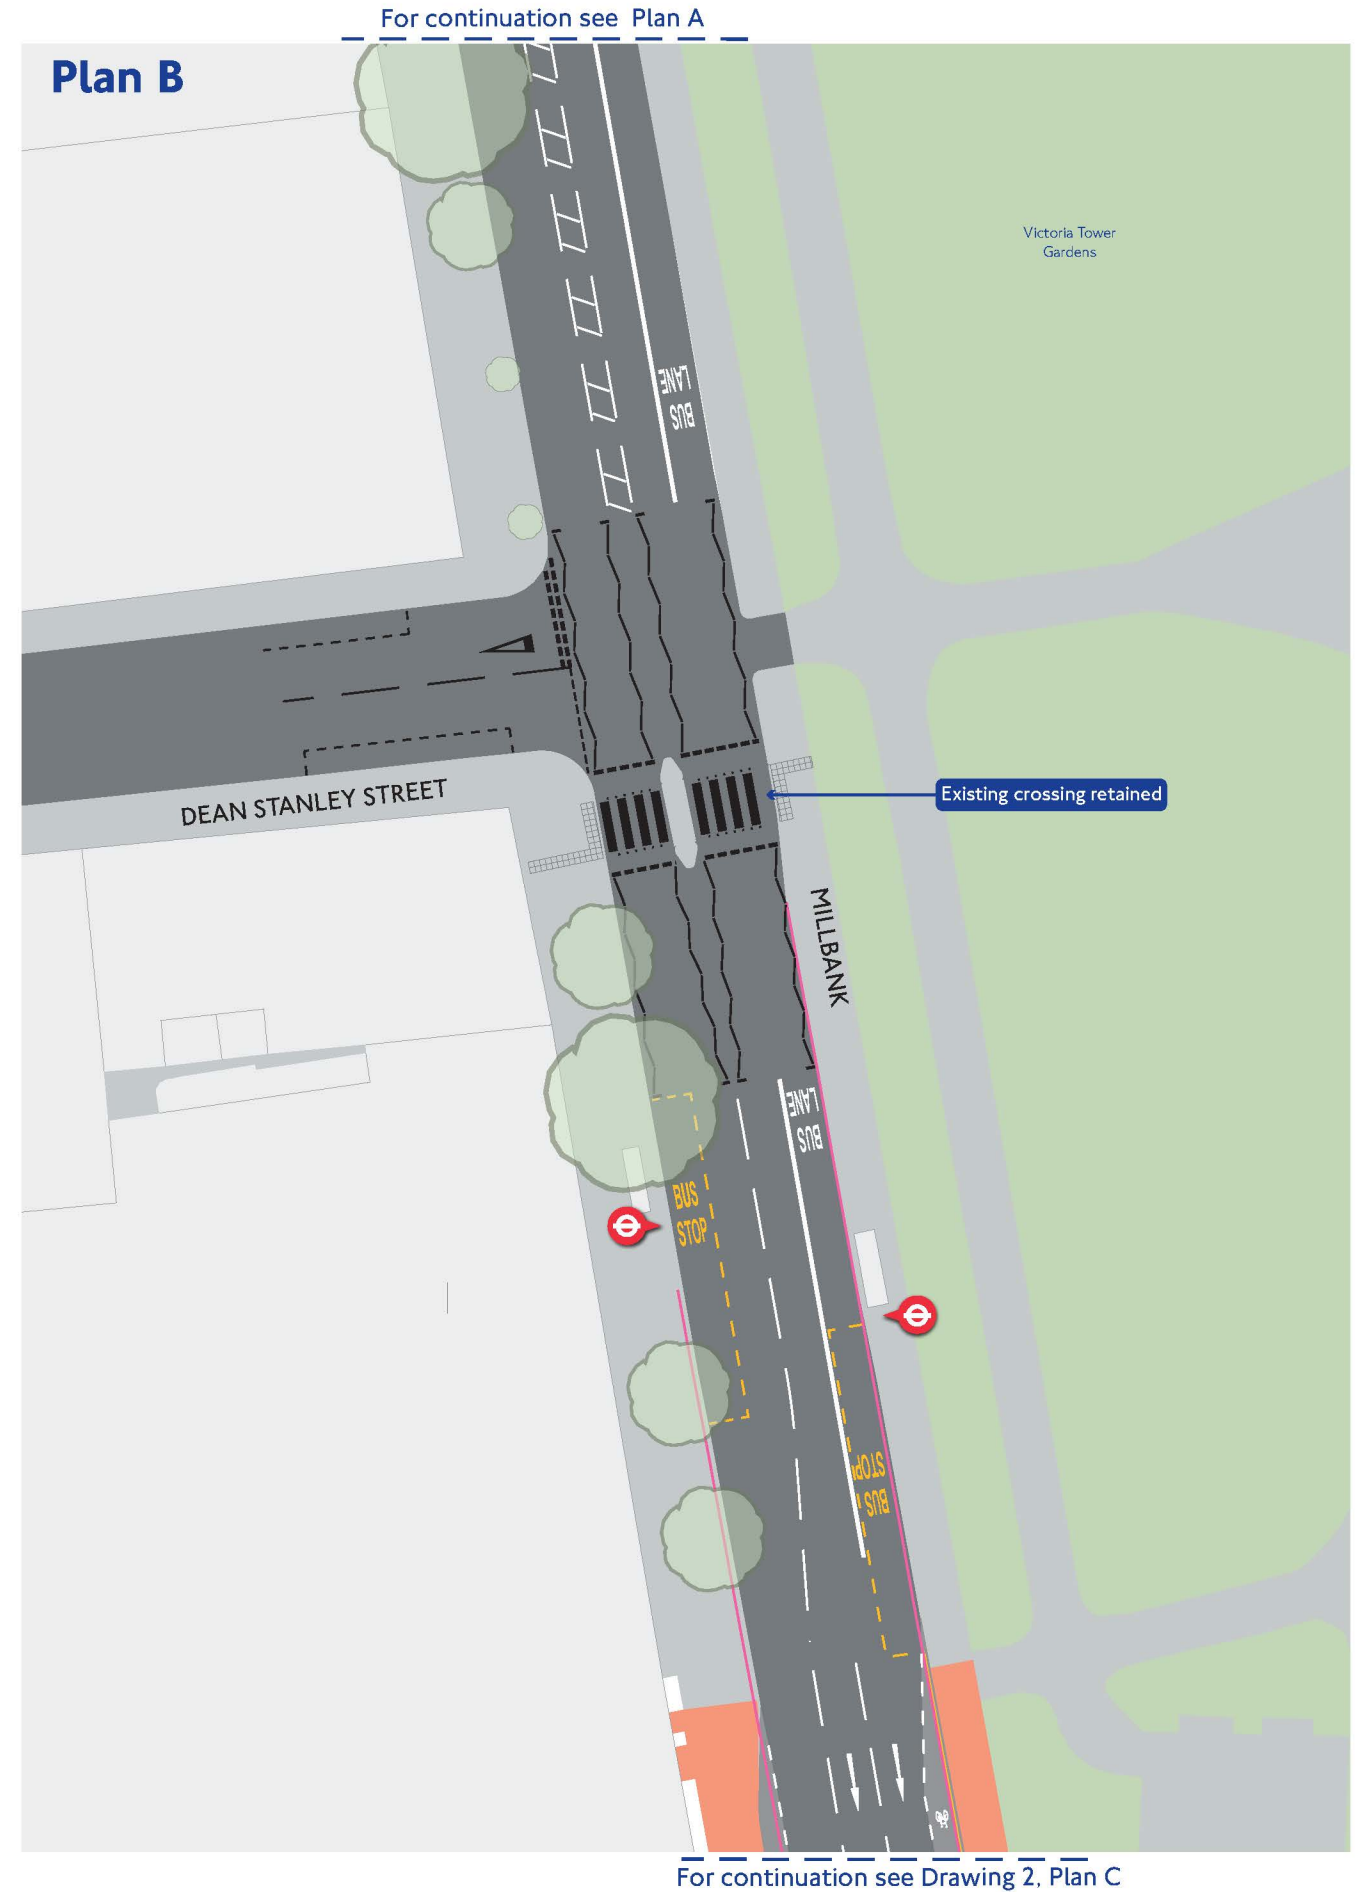 For continuation see Plan A
Plan B
Victoria Tower
Gardens
LANE
BUS
DEAN STANLEY STREET
Existing crossing retained
MILLBANK
LANE
BUS
BUS
STOP
STOP
BUS
For continuation see Drawing 2, Plan C